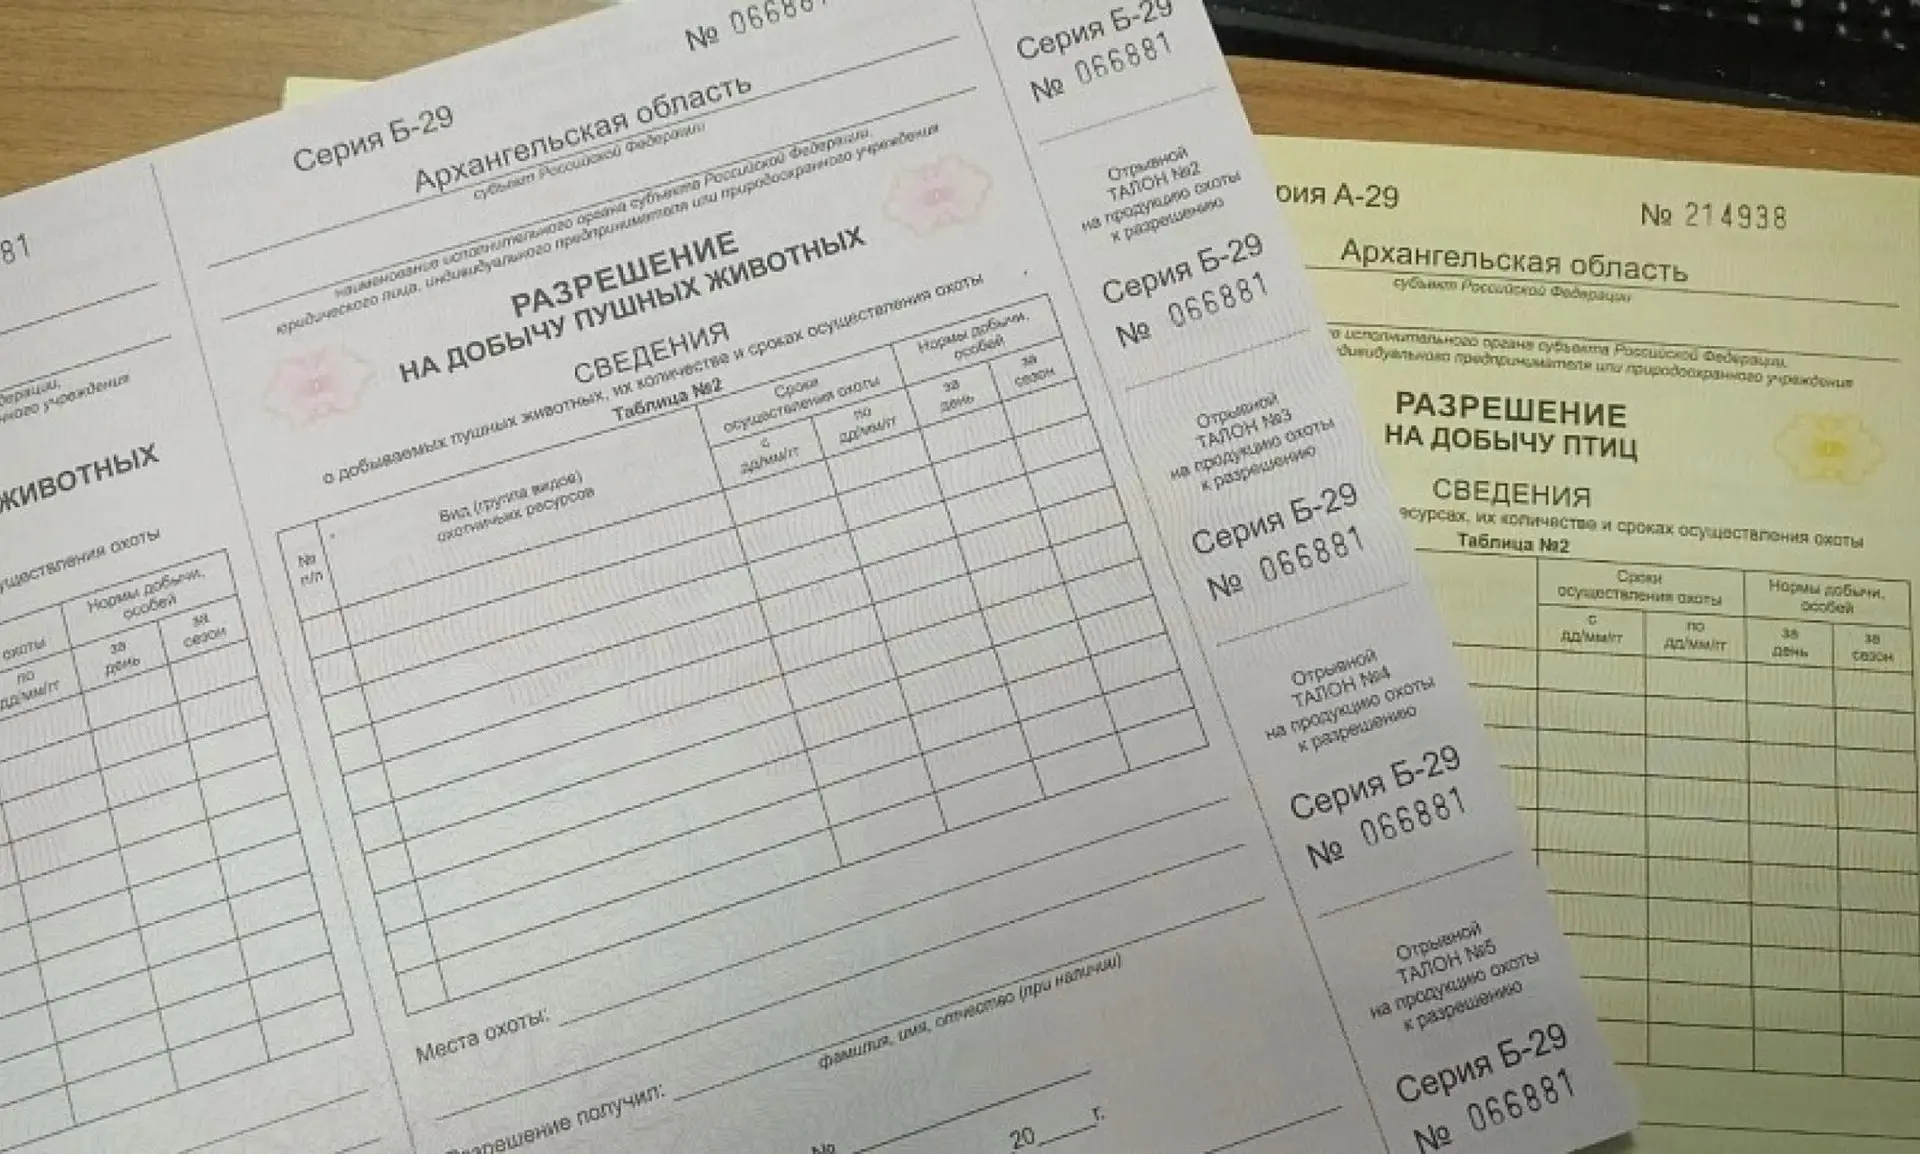 81
ЖИВОТНЫХ
Нормы добычи,
особей
охоты
по
дд/мм/гг
за
день
за
сезон
Серия Б-29
Архангельская область
субъект Российской Федерации
наименование исполнительного органа субъекта Российской Федерации,
юридического лица, индивидуального предпринимателя или природоохранного учреждения
РАЗРЕШЕНИЕ
НА ДОБЫЧУ ПУШНЫХ ЖИВОТНЫХ
СВЕДЕНИЯ
о добываемых пушных животных, их количестве и сроках осуществления охоты
Таблица №2
№
п/п
Вид (группа видов)
охотничьих ресурсов
Сроки
осуществления охоты
с
дд/мм/гг
по
дд/мм/гг
Нормы добычи,
особей
за
день
за
сезон
Места охоты:
Разрешение получил:
фамилия, имя, отчество (при наличии)
№
20 г.
Серия Б-29
№ 066881
Отрывной
ТАЛОН №2
на продукцию охоты
к разрешению
Серия Б-29
№ 066881
Отрывной
ТАЛОН №3
на продукцию охоты
к разрешению
Серия Б-29
№ 066881
Отрывной
ТАЛОН №4
на продукцию охоты
к разрешению
Серия Б-29
№ 066881
Отрывной
ТАЛОН №5
на продукцию охоты
к разрешению
Серия Б-29
№ 066881
рия А-29
№ 214938
Архангельская область
субъект Российской Федерации
исполнительного органа субъекта Российской Федерации,
предпринимателя или природоохранного учреждения
РАЗРЕШЕНИЕ
НА ДОБЫЧУ ПТИЦ
СВЕДЕНИЯ
есурсах, их количестве и сроках осуществления охоты
Таблица №2
Сроки
осуществления охоты
Нормы добычи,
особей
с
дд/мм/гг
по
дд/мм/гг
за
день
за
сезон